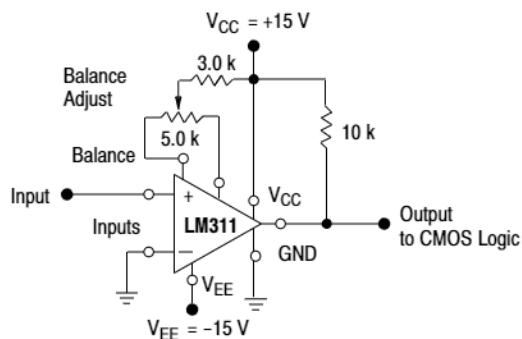 V_CC = +15 V
3.0 k
Balance
Adjust
5.0 k
10 k
Balance
Input
+
V_CC
Inputs
LM311
Output
to CMOS Logic
−
GND
V_EE
V_EE = −15 V